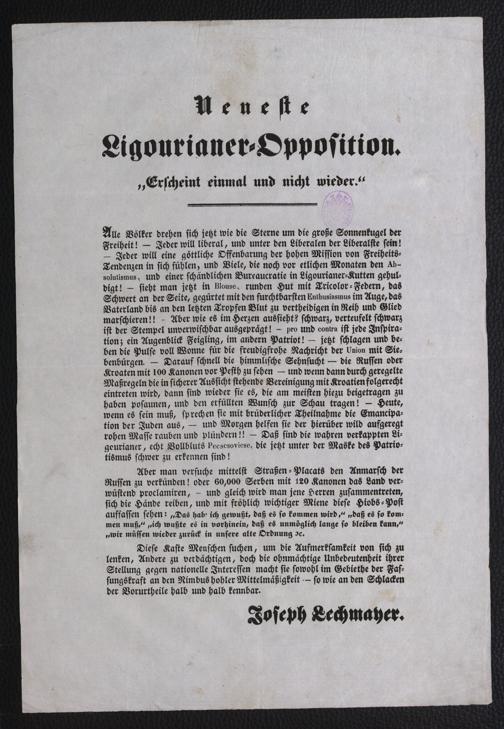 Neueste
Ligourianer-Opposition.
„Erscheint einmal und nicht wieder.“
Alle Völker drehen sich jetzt wie die Sterne um die große Sonnenkugel der
Freiheit! — Jeder will liberal, und unter den Liberalen der Liberalste sein!
— Jeder will eine göttliche Offenbarung der hohen Mission von Freiheits-
Tendenzen in sich fühlen, und Viele, die noch vor etlichen Monaten den Ab-
solutismus, und einer schändlichen Bureaucratie in Ligourianer-Kutten gehul-
digt! — sieht man jetzt in Blouse, runden Hut mit Tricolor-Federn, das
Schwert an der Seite, gegürtet mit den furchtbarsten Enthusiasmus im Auge, das
Vaterland bis an den letzten Tropfen Blut zu vertheidigen in Reih und Glied
marschieren!! – Aber wie es im Herzen aussieht? schwarz, verteufelt schwarz
ist der Stempel unverwischbar ausgeprägt! – pro und contra ist jede Inspira-
tion; ein Augenblick Feigling, im andern Patriot! — jetzt schlagen und be-
ben die Pulse voll Wonne für die freudigfrohe Nachricht der Union mit Sie-
benbürgen. — Darauf schnell die himmlische Sehnsucht — die Russen oder
Kroaten mit 100 Kanonen vor Pesth zu sehen — und wenn dann durch geregelte
Maßregeln die in sicherer Aussicht stehende Vereinigung mit Kroatien folgerecht
eintreten wird, dann sind wieder sie es, die am meisten hiezu beigetragen zu
haben posaunen, und den erfüllten Wunsch zur Schau tragen! — Heute,
wenn es sein muß, sprechen sie mit brüderlicher Theilnahme die Emancipa-
tion der Juden aus, — und Morgen helfen sie der hierüber wild aufgeregt
rohen Masse rauben und plündern!! — Daß sind die wahren verkappten Li-
gourianer, echt Vollbluts Pecsesoviese, die jetzt unter der Maske des Patrio-
tismus schwer zu erkennen sind!
Aber man versuche mittelst Straßen-Placats den Anmarsch der
Russen zu verkünden! oder 60,000 Serben mit 120 Kanonen das Land ver-
wüstend proclamiren, – und gleich wird man jene Herren zusammentreten,
sich die Hände reiben, und mit fröhlich wichtiger Miene diese Hiobs-Post
auffassen sehen: „Das hab' ich gewußt, daß es so kommen wird,“ „daß es so kom-
men muß,“ „ich wußte es in vorhinein, daß es unmöglich lange so bleiben kann,“
„wir müssen wieder zurück in unsere alte Ordnung ꝛc.
Diese Kaste Menschen suchen, um die Aufmerksamkeit von sich zu
lenken, Andere zu verdächtigen, doch die ohnmächtige Unbedeutenheit ihrer
Stellung gegen nationelle Interessen macht sie sowohl im Gebiethe der Fas-
sungskraft an den Nimbus hohler Mittelmäßigkeit — so wie an den Schlacken
der Vorurtheile halb und halb kennbar.
Joseph Lechmayer.